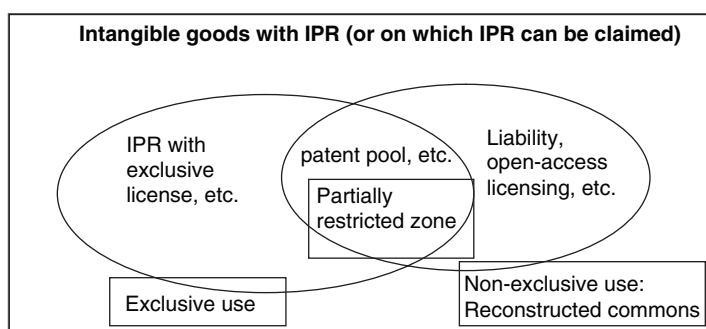 Intangible goods with IPR (or on which IPR can be claimed)
IPR with
exclusive
license, etc.
patent pool, etc.
Partially
restricted zone
Liability,
open-access
licensing, etc.
Exclusive use
Non-exclusive use:
Reconstructed commons